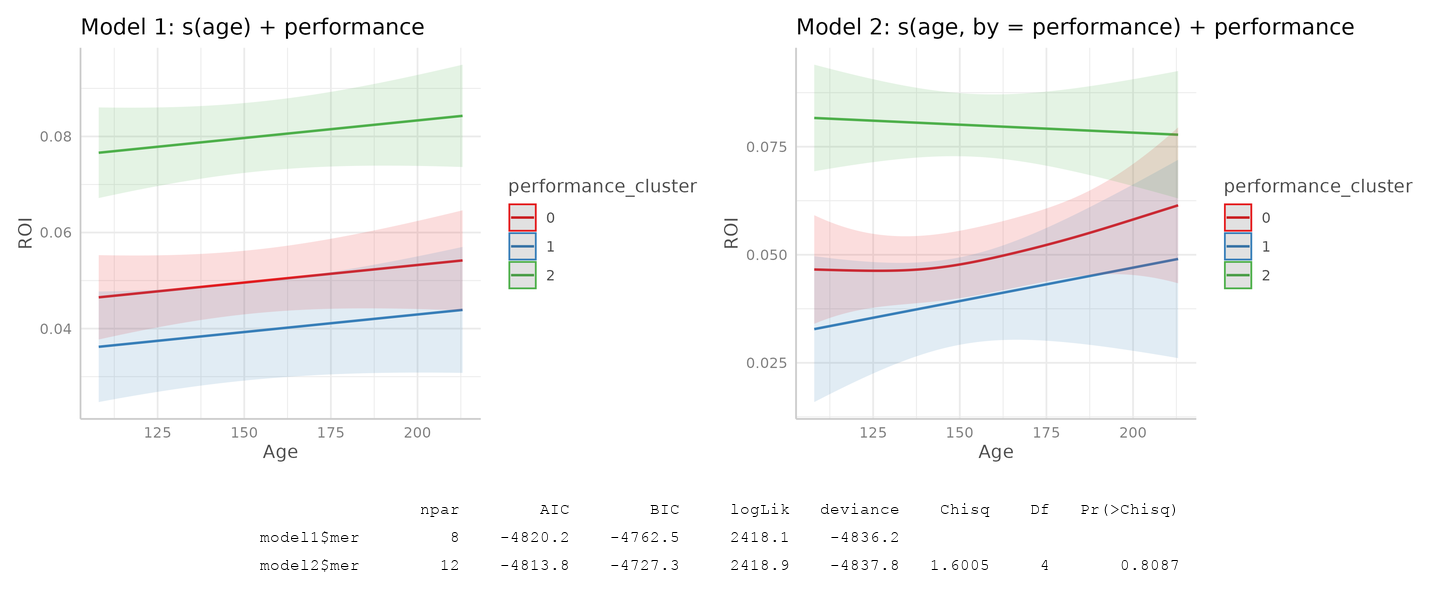 Model 1: s(age) + performance
0.08
0.06
0.04
ROI
125 150 175 200
Age
performance_cluster
0
1
2
Model 2: s(age, by = performance) + performance
0.075
0.050
0.025
ROI
125 150 175 200
Age
performance_cluster
0
1
2
npar AIC BIC logLik deviance Chisq Df Pr(>Chisq)
model1$mer 8 -4820.2 -4762.5 2418.1 -4836.2
model2$mer 12 -4813.8 -4727.3 2418.9 -4837.8 1.6005 4 0.8087